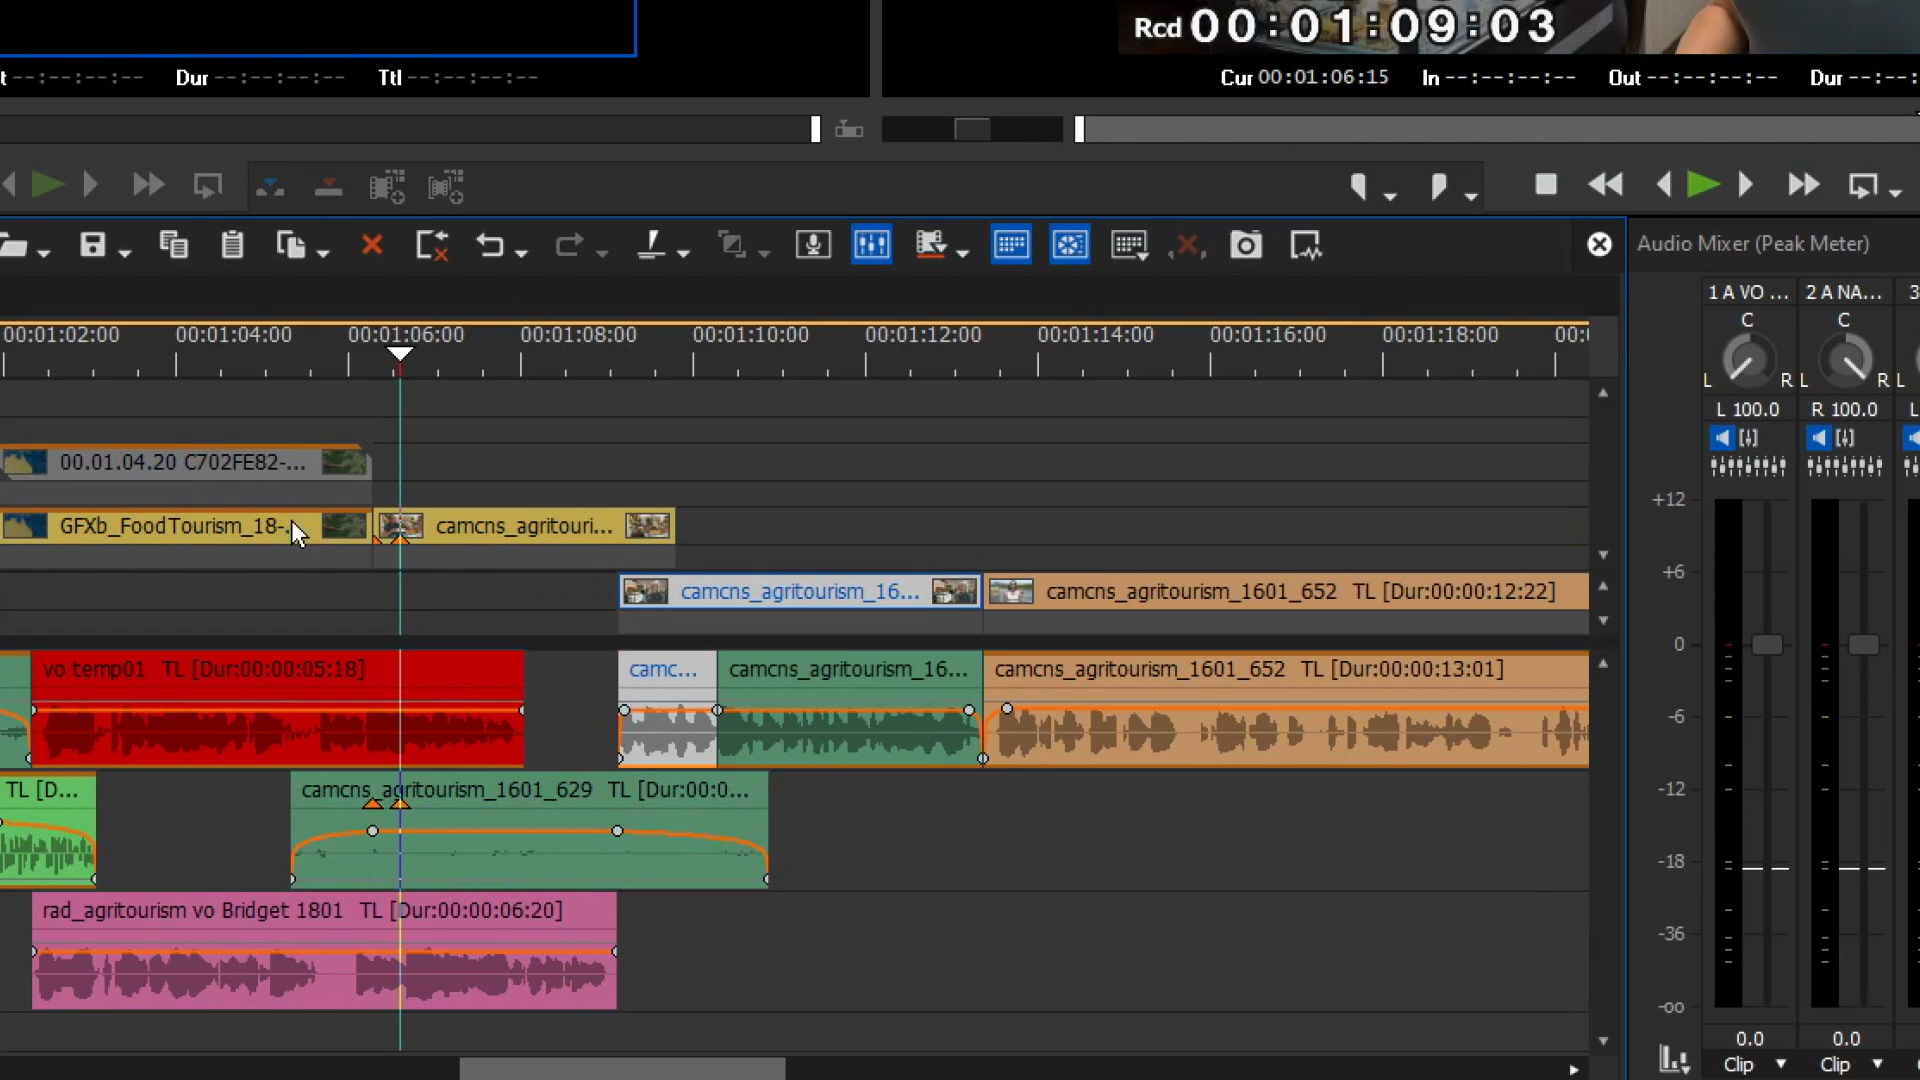 Rcd 00:01:09:03
t --:--:--:-- Dur --:--:--:-- Ttl --:--:--:--
Cur 00:01:06:15 In --:--:--:-- Out --:--:--:-- Dur --:--:
Audio Mixer (Peak Meter)
1 A VO ... 2 A NA... 3
00:01:02:00 00:01:04:00 00:01:06:00 00:01:08:00 00:01:10:00 00:01:12:00 00:01:14:00 00:01:16:00 00:01:18:00 00:0
C C
L R L R L
L 100.0 R 100.0 L
00.01.04.20 C702FE82-...
GFXb_FoodTourism_18-... camcns_agritouri...
camcns_agritourism_16... camcns_agritourism_1601_652 TL [Dur:00:00:12:22]
vo temp01 TL [Dur:00:00:05:18] camc... camcns_agritourism_16... camcns_agritourism_1601_652 TL [Dur:00:00:13:01]
TL [D... camcns_agritourism_1601_629 TL [Dur:00:0...
rad_agritourism vo Bridget 1801 TL [Dur:00:00:06:20]
+12
+6
0
-6
-12
-18
-36
-oo
0.0 0.0
Clip Clip